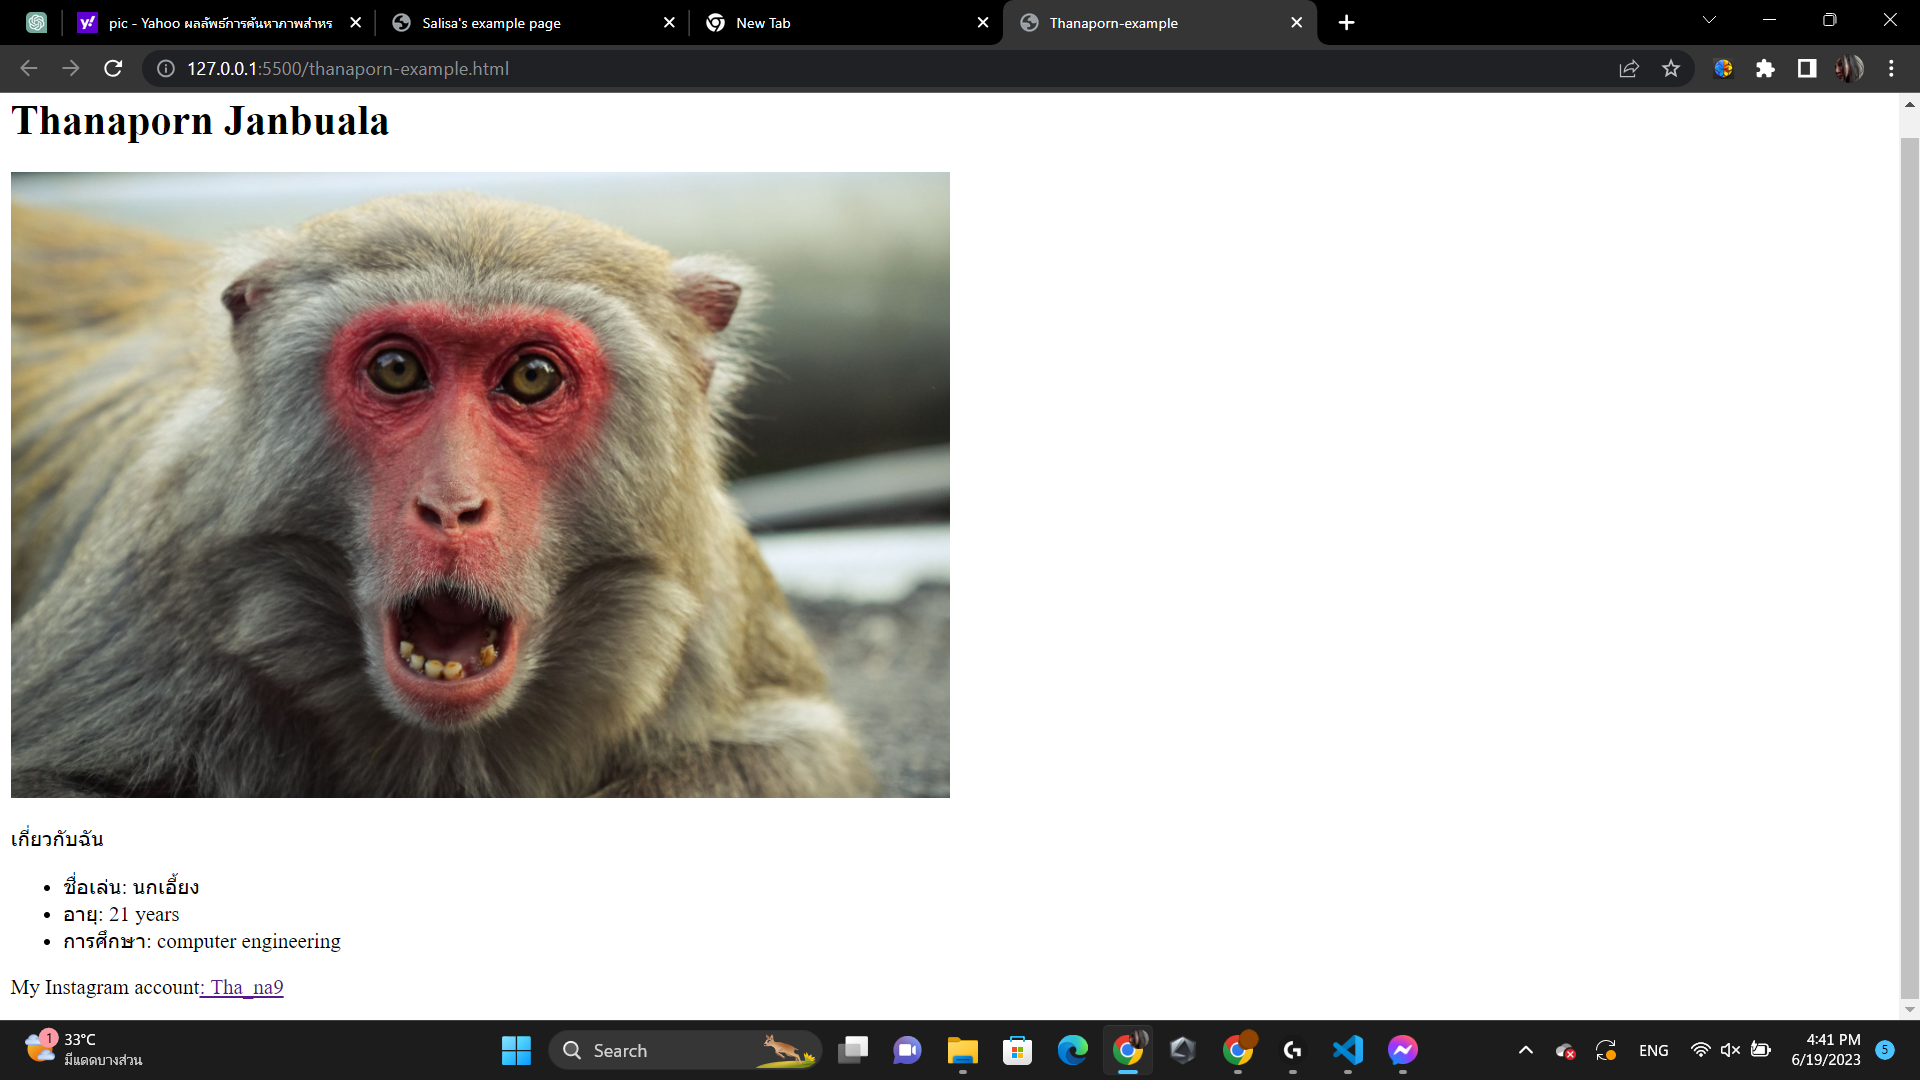 pic - Yahoo ผลลัพธ์การค้นหาภาพสำหร
Salisa's example page
New Tab
Thanaporn-example
127.0.0.1:5500/thanaporn-example.html
Thanaporn Janbuala
เกี่ยวกับฉัน
ชื่อเล่น: นกเอี้ยง
อายุ: 21 years
การศึกษา: computer engineering
My Instagram account: Tha_na9
1
33°C
มีแดดบางส่วน
Search
ENG
4:41 PM
6/19/2023
5